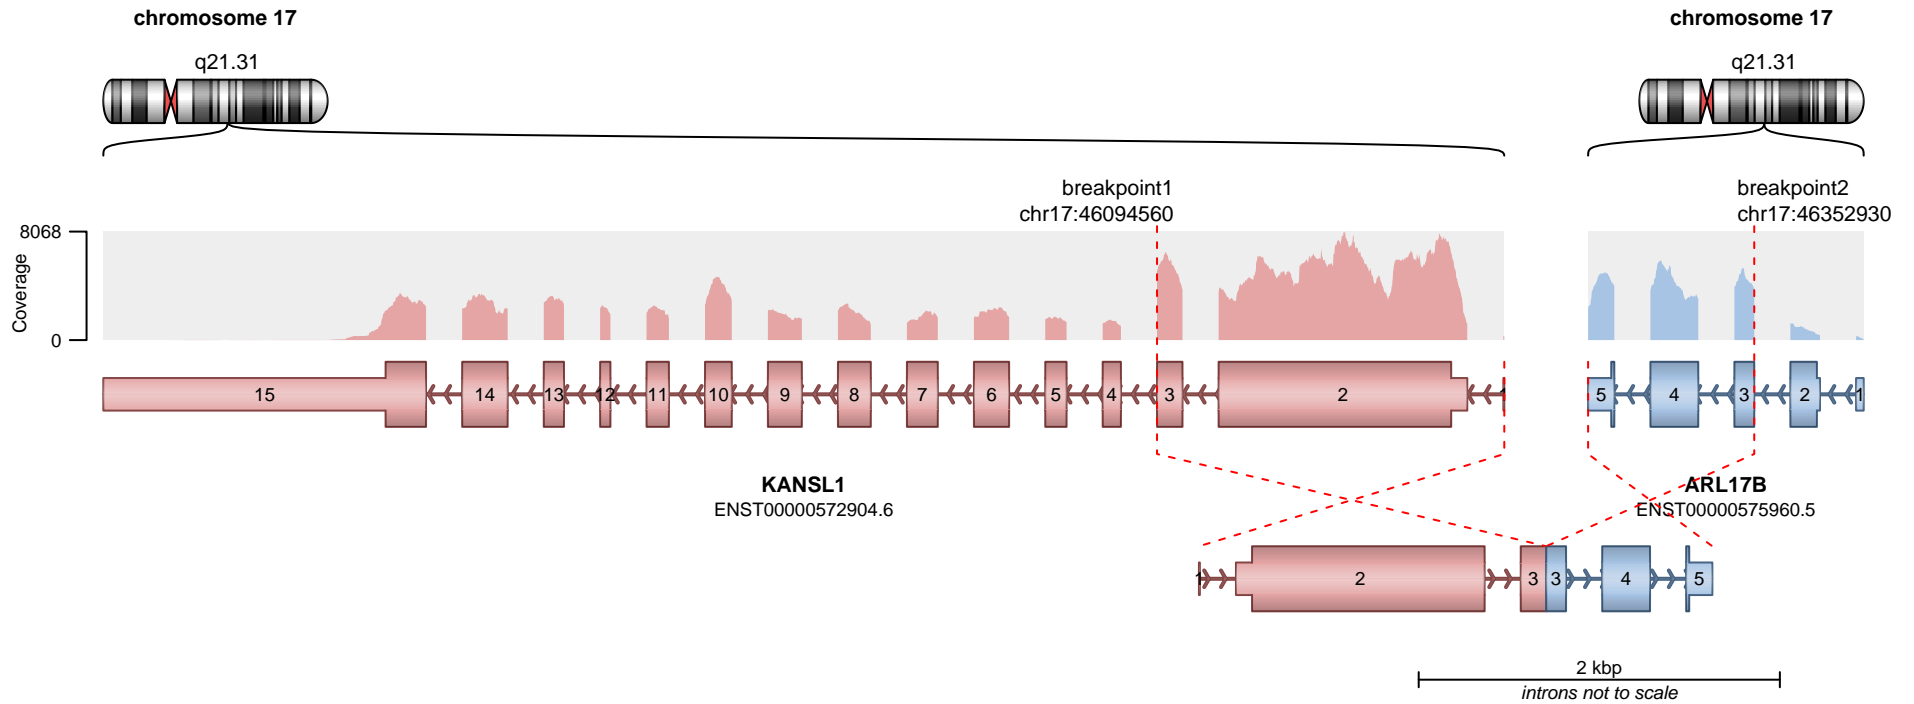 chromosome 17
chromosome 17
q21.31
q21.31
breakpoint1
chr17:46094560
breakpoint2
chr17:46352930
8068
Coverage
0
15 14 13 12 11 10 9 8 7 6 5 4 3 2 1
5 4 3 2 1
KANSL1
ENST00000572904.6
ARL17B
ENST00000575960.5
1 2 3 3 4 5
2 kbp
introns not to scale